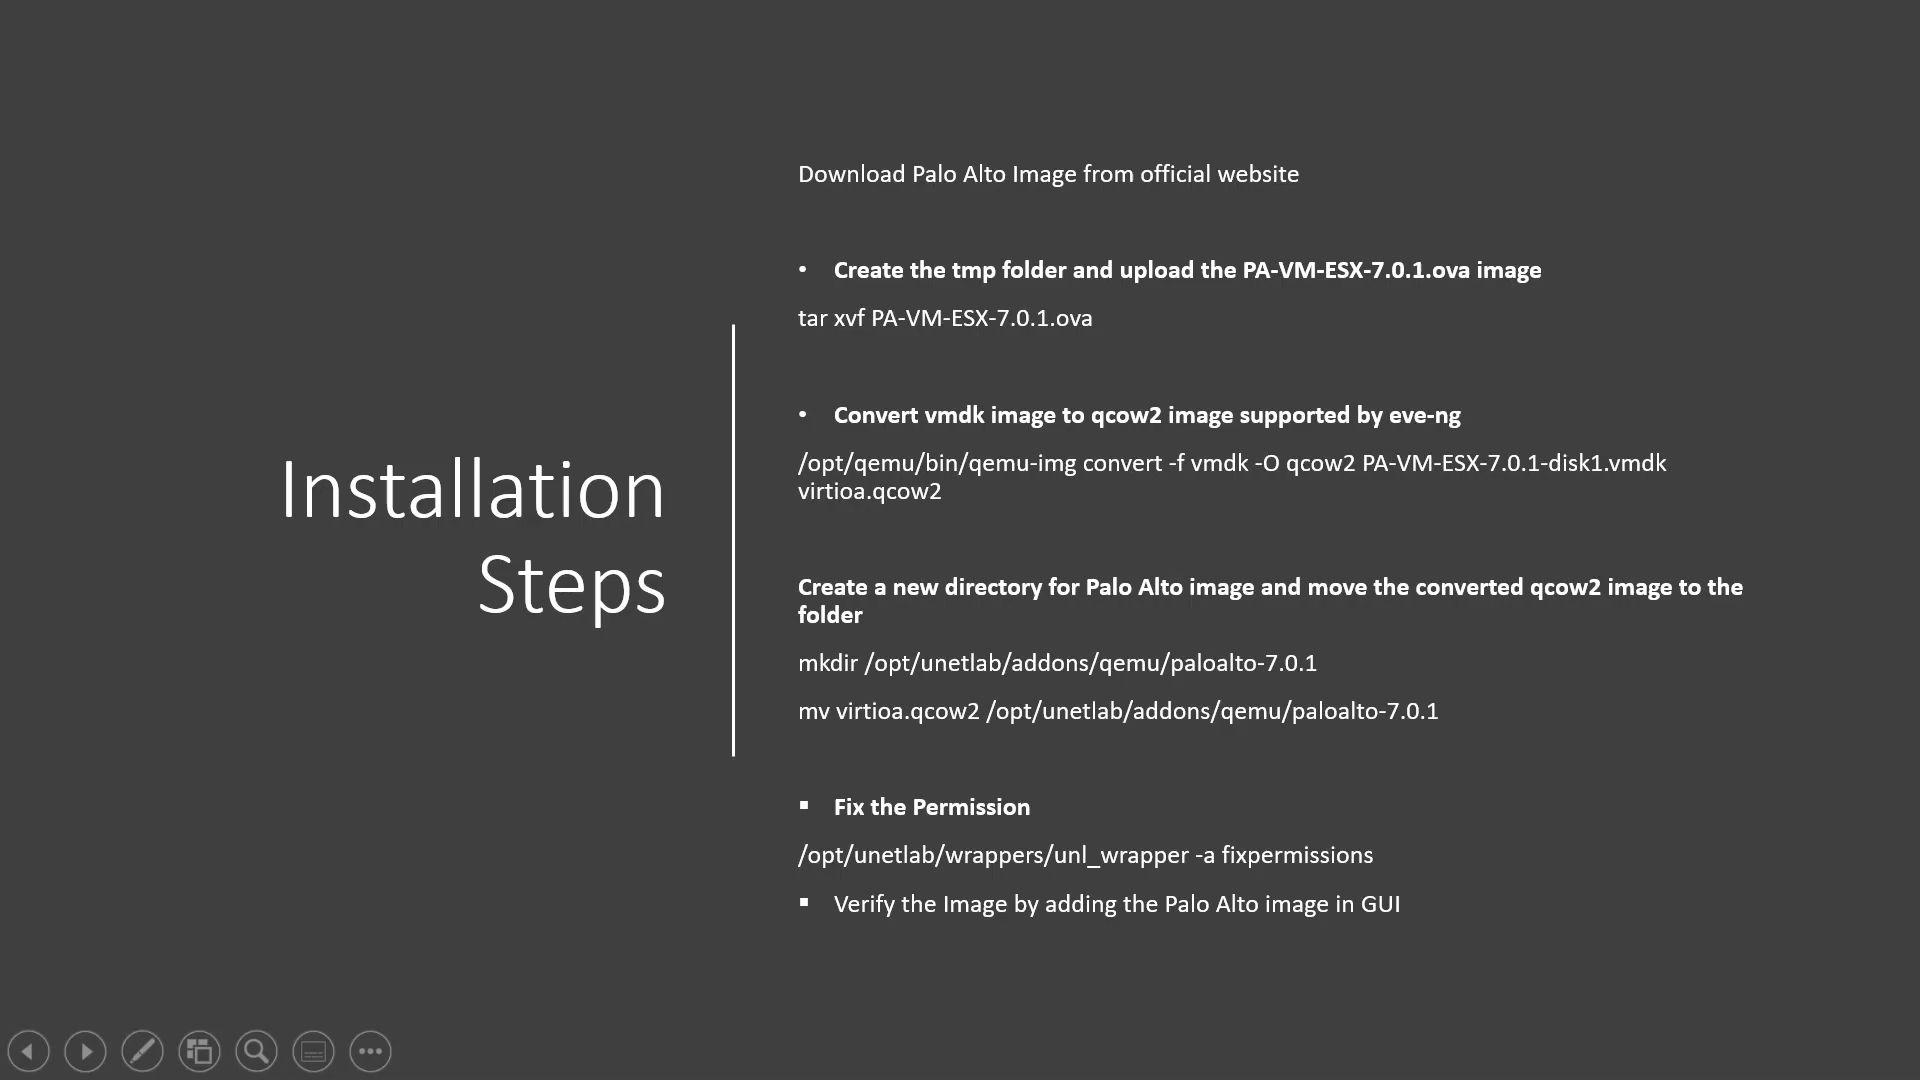 Installation
Steps
Download Palo Alto Image from official website
• Create the tmp folder and upload the PA-VM-ESX-7.0.1.ova image
tar xvf PA-VM-ESX-7.0.1.ova
• Convert vmdk image to qcow2 image supported by eve-ng
/opt/qemu/bin/qemu-img convert -f vmdk -O qcow2 PA-VM-ESX-7.0.1-disk1.vmdk
virtioa.qcow2
Create a new directory for Palo Alto image and move the converted qcow2 image to the
folder
mkdir /opt/unetlab/addons/qemu/paloalto-7.0.1
mv virtioa.qcow2 /opt/unetlab/addons/qemu/paloalto-7.0.1
▪ Fix the Permission
/opt/unetlab/wrappers/unl_wrapper -a fixpermissions
▪ Verify the Image by adding the Palo Alto image in GUI